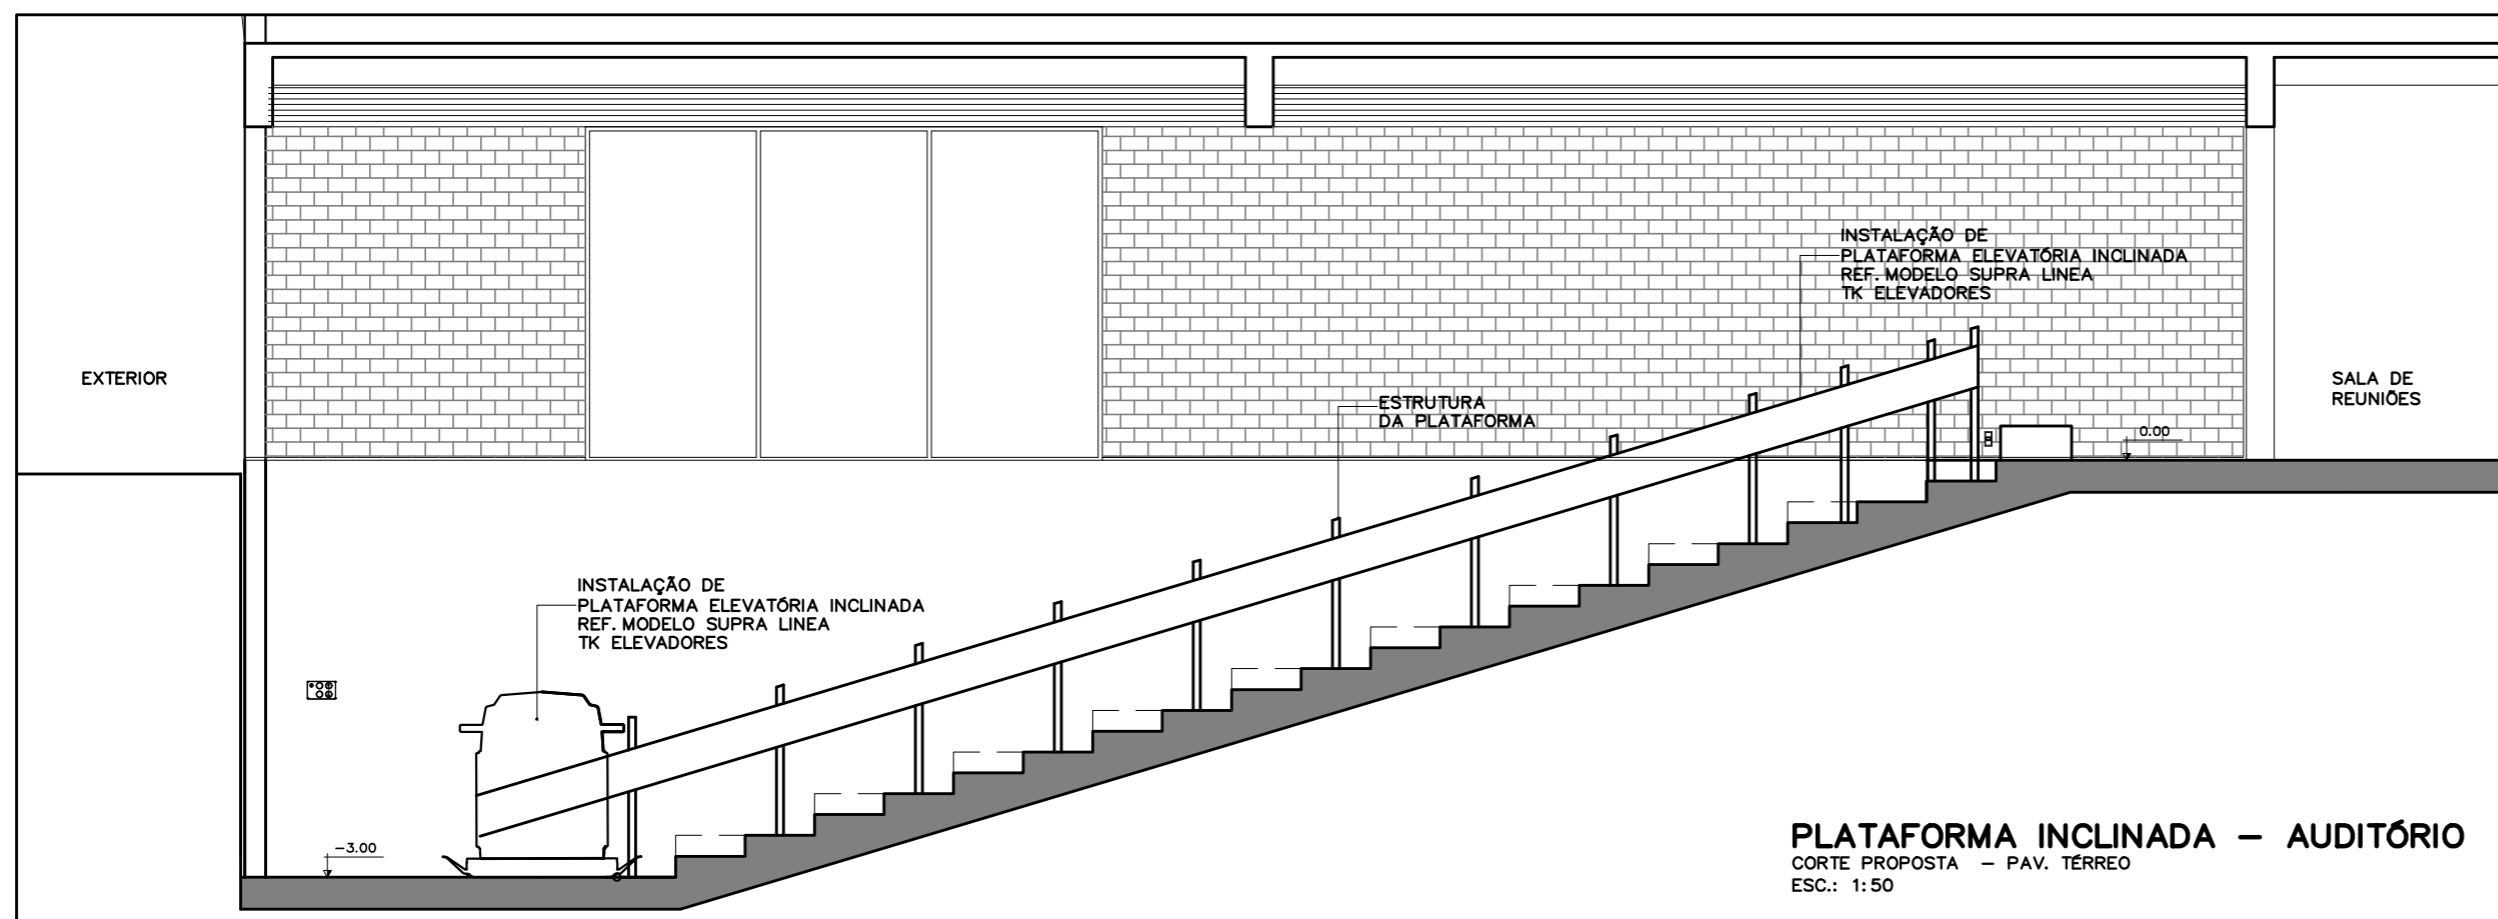 INSTALAÇÃO DE
PLATAFORMA ELEVATÓRIA INCLINADA
REF. MODELO SUPRA LINEA
TK ELEVADORES
EXTERIOR
SALA DE
REUNIÕES
ESTRUTURA
DA PLATAFORMA
0.00
INSTALAÇÃO DE
PLATAFORMA ELEVATÓRIA INCLINADA
REF. MODELO SUPRA LINEA
TK ELEVADORES
-3.00
PLATAFORMA INCLINADA - AUDITÓRIO
CORTE PROPOSTA - PAV. TÉRREO
ESC.: 1:50